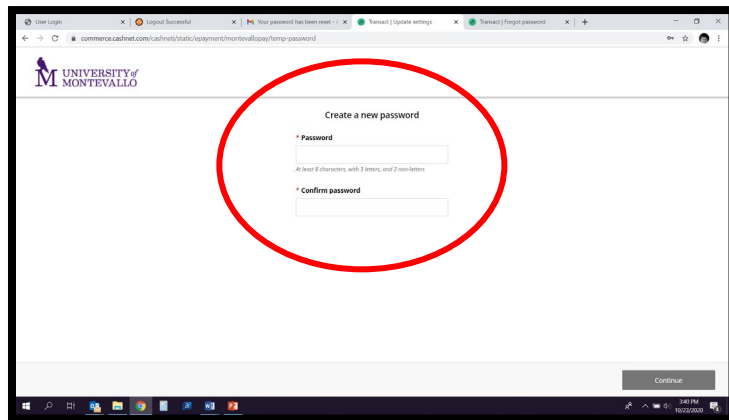 User Login
Logout Successful
Your password has been reset - 
Transact | Update settings
Transact | Forgot password
commerce.cashnet.com/cashneti/static/epayment/montevallopay/temp-password
UNIVERSITY of
MONTEVALLO
Create a new password
* Password
At least 8 characters, with 3 letters, and 2 non-letters
* Confirm password
Continue
3:40 PM
10/23/2020